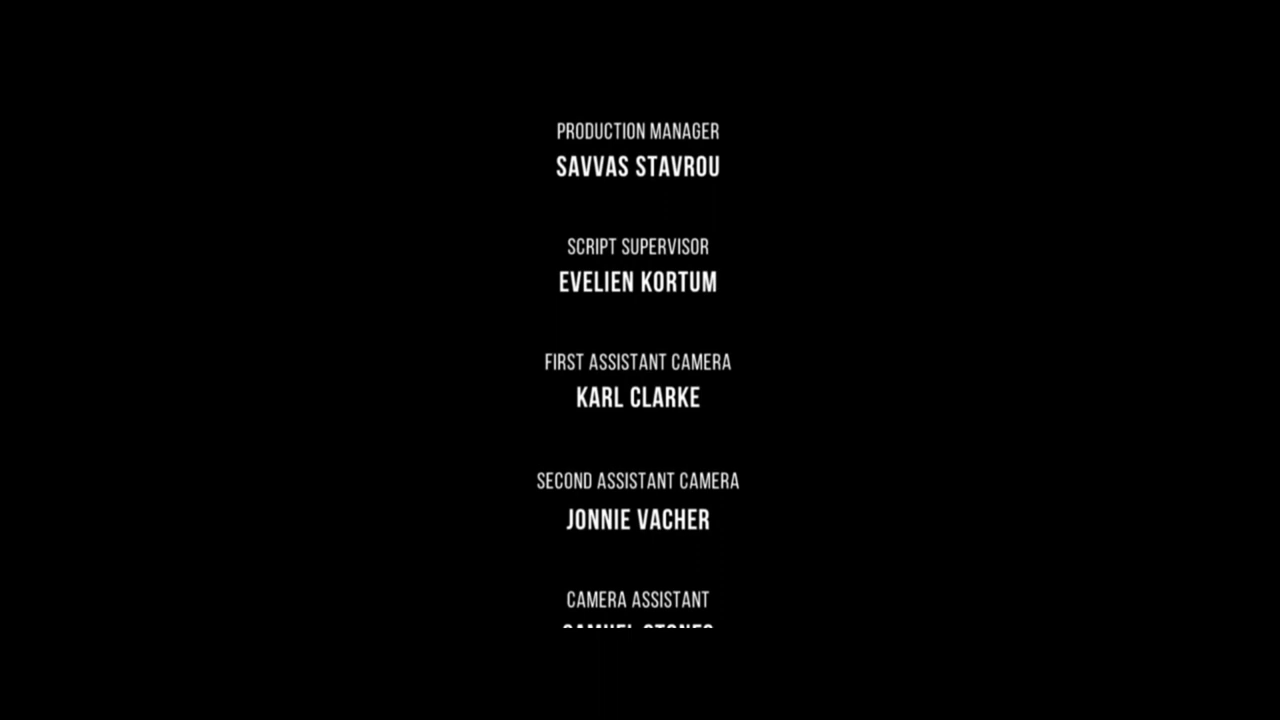 PRODUCTION MANAGER
SAVVAS STAVROU
SCRIPT SUPERVISOR
EVELIEN KORTUM
FIRST ASSISTANT CAMERA
KARL CLARKE
SECOND ASSISTANT CAMERA
JONNIE VACHER
CAMERA ASSISTANT